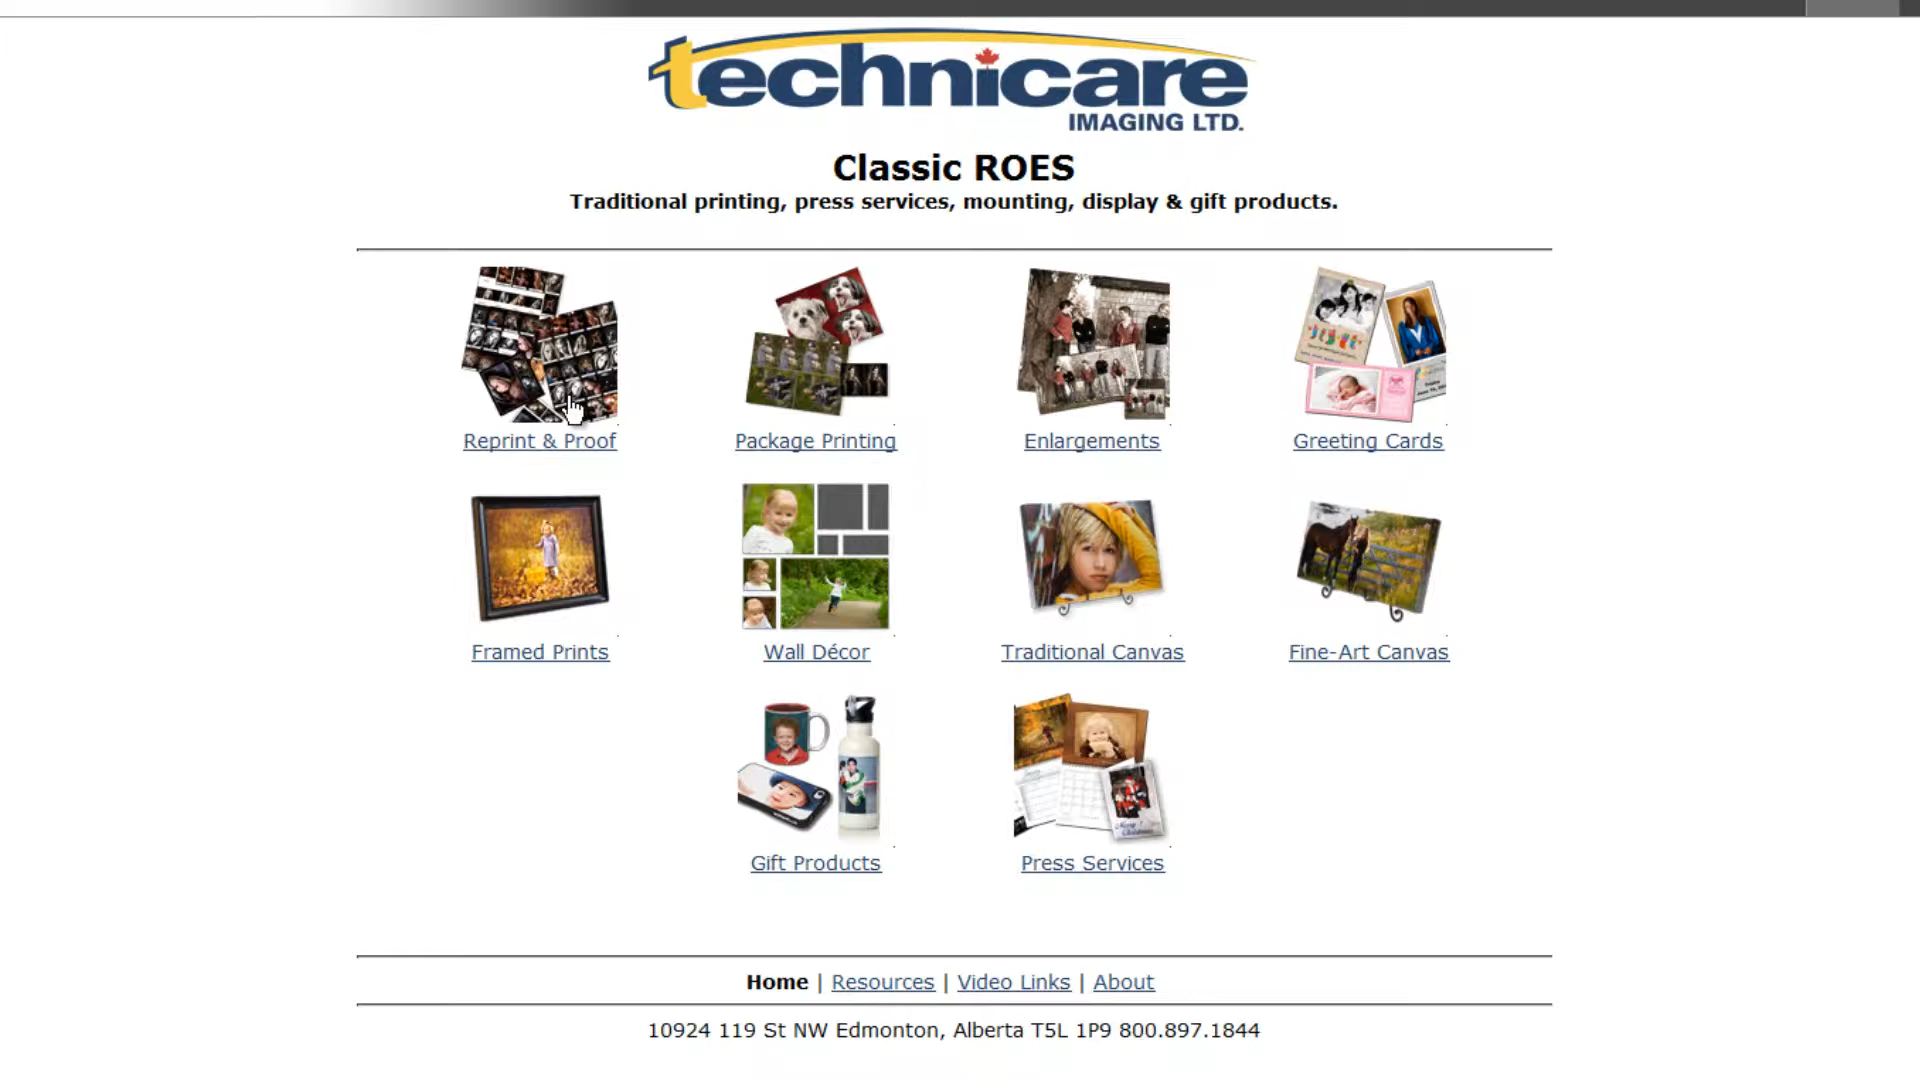 technicare
IMAGING LTD.
Classic ROES
Traditional printing, press services, mounting, display & gift products.
Reprint & Proof
Package Printing
Enlargements
Greeting Cards
Framed Prints
Wall Décor
Traditional Canvas
Fine-Art Canvas
Gift Products
Press Services
Home | Resources | Video Links | About
10924 119 St NW Edmonton, Alberta T5L 1P9 800.897.1844